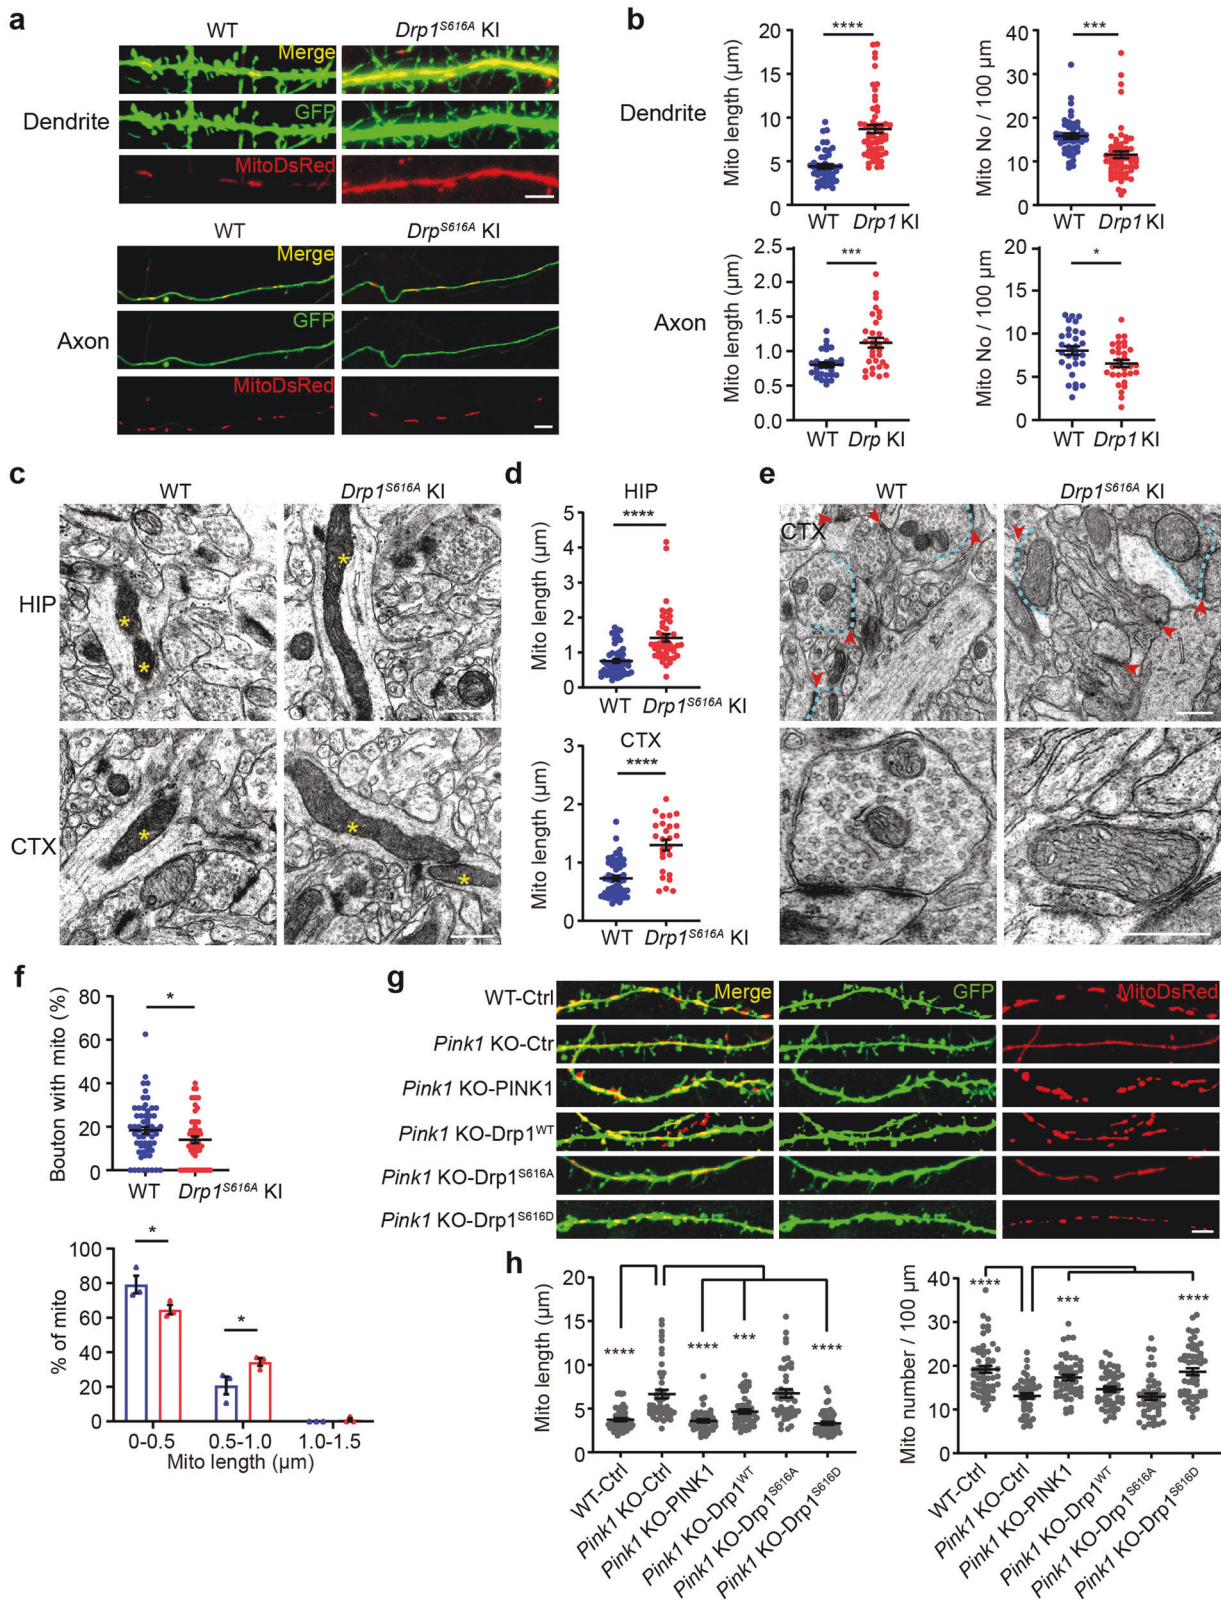 a
WT
Drp1S616A KI
Dendrite
Merge
GFP
MitoDsRed
WT
DrpS616A KI
Axon
Merge
GFP
MitoDsRed
b
Dendrite
Mito length (µm)
20
15
10
5
0
****
WT
Drp1 KI
Mito No / 100 µm
40
30
20
10
0
***
WT
Drp1 KI
Axon
Mito length (µm)
2.5
2.0
1.5
1.0
0.5
0.0
***
WT
Drp KI
Mito No / 100 µm
20
15
10
5
0
*
WT
Drp1 KI
c
WT
Drp1S616A KI
HIP
*
*
*
CTX
*
*
*
d
HIP
Mito length (µm)
5
4
3
2
1
0
****
WT
Drp1S616A KI
CTX
Mito length (µm)
3
2
1
0
****
WT
Drp1S616A KI
e
WT
Drp1S616A KI
CTX
f
Bouton with mito (%)
80
60
40
20
0
*
WT
Drp1S616A KI
% of mito
100
80
60
40
20
0
*
*
0-0.5
0.5-1.0
1.0-1.5
Mito length (µm)
g
WT-Ctrl
Merge
GFP
MitoDsRed
Pink1 KO-Ctr
Pink1 KO-PINK1
Pink1 KO-Drp1WT
Pink1 KO-Drp1S616A
Pink1 KO-Drp1S616D
h
Mito length (µm)
20
15
10
5
0
****
****
***
****
WT-Ctrl
Pink1 KO-Ctrl
Pink1 KO-PINK1
Pink1 KO-Drp1WT
Pink1 KO-Drp1S616A
Pink1 KO-Drp1S616D
Mito number / 100 µm
40
30
20
10
0
****
***
****
WT-Ctrl
Pink1 KO-Ctrl
Pink1 KO-PINK1
Pink1 KO-Drp1WT
Pink1 KO-Drp1S616A
Pink1 KO-Drp1S616D